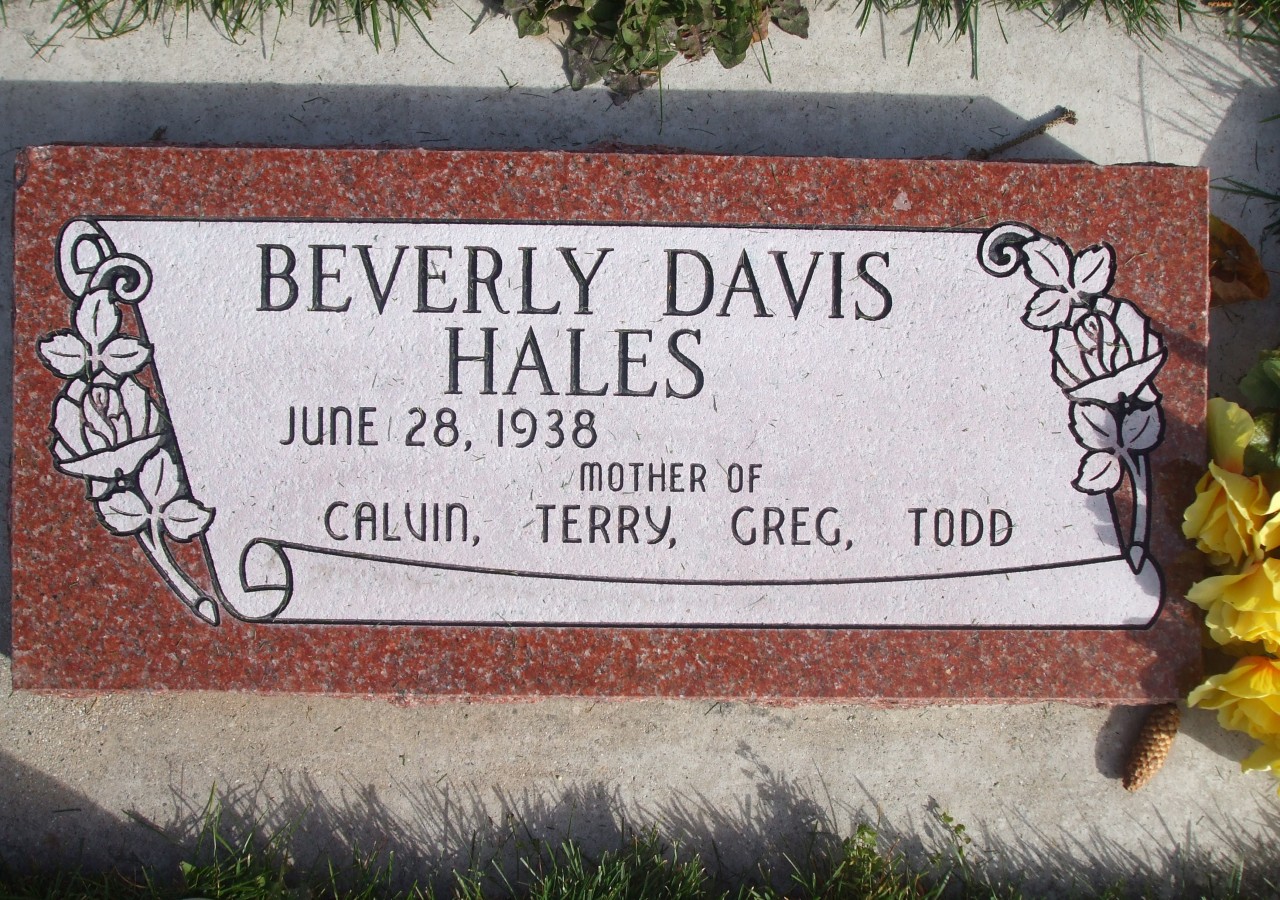 BEVERLY DAVIS
HALES
JUNE 28, 1938
MOTHER OF
CALVIN, TERRY, GREG, TODD